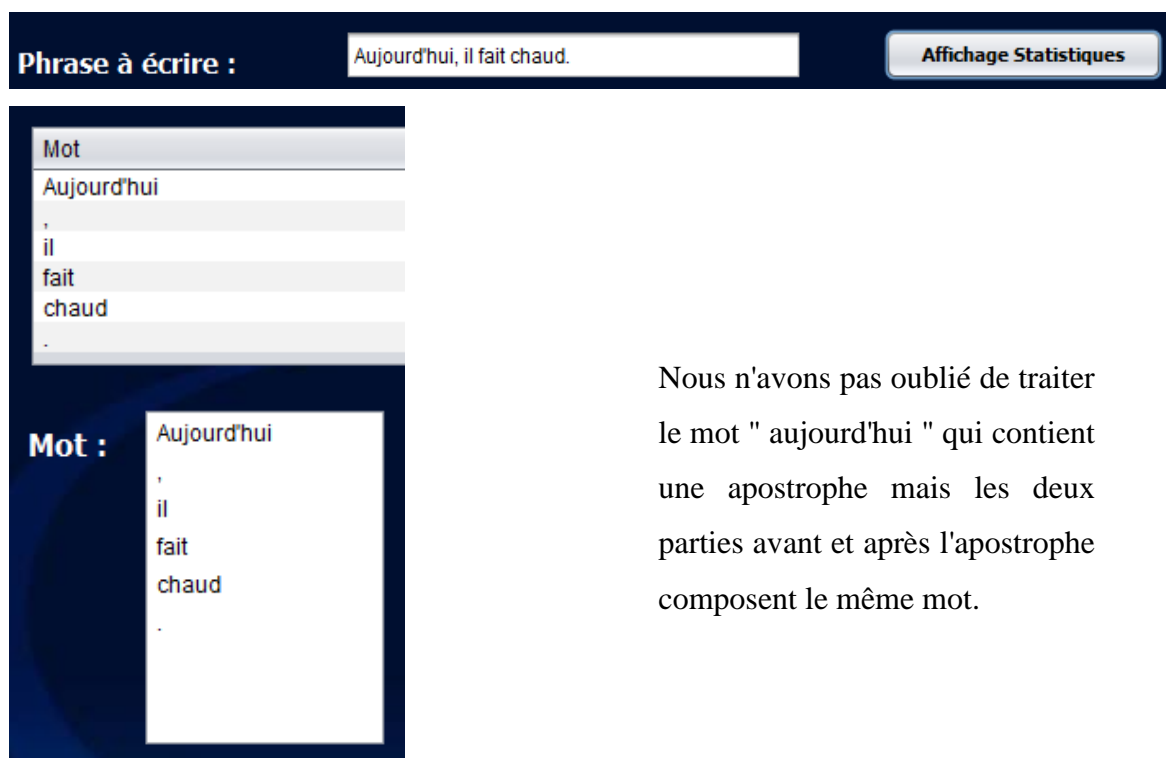 Phrase à écrire :
Aujourd'hui, il fait chaud.
Affichage Statistiques
Mot
Aujourd'hui
,
il
fait
chaud
.
Mot :
Aujourd'hui
,
il
fait
chaud
.
Nous n'avons pas oublié de traiter
le mot " aujourd'hui " qui contient
une apostrophe mais les deux
parties avant et après l'apostrophe
composent le même mot.